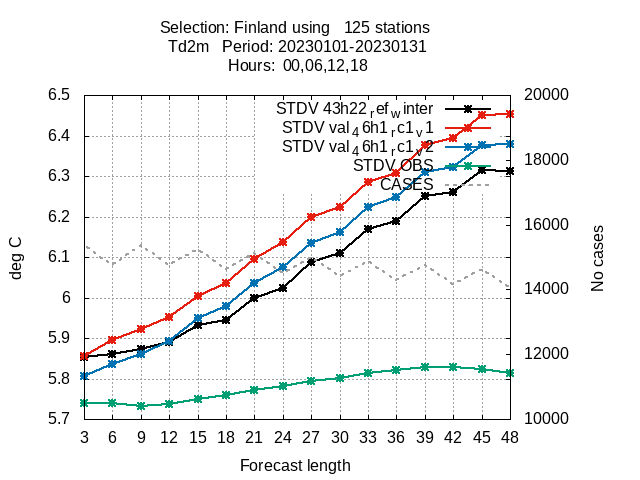 Selection: Finland using   125 stations
Td2m   Period: 20230101-20230131
Hours: 00,06,12,18
6.5
6.4
6.3
6.2
6.1
6
5.9
5.8
5.7
deg C
STDV 43h22_ref_winter
STDV val_46h1_rc1_v1
STDV val_46h1_rc1_v2
STDV OBS
CASES
20000
18000
16000
14000
12000
10000
No cases
3 6 9 12 15 18 21 24 27 30 33 36 39 42 45 48
Forecast length